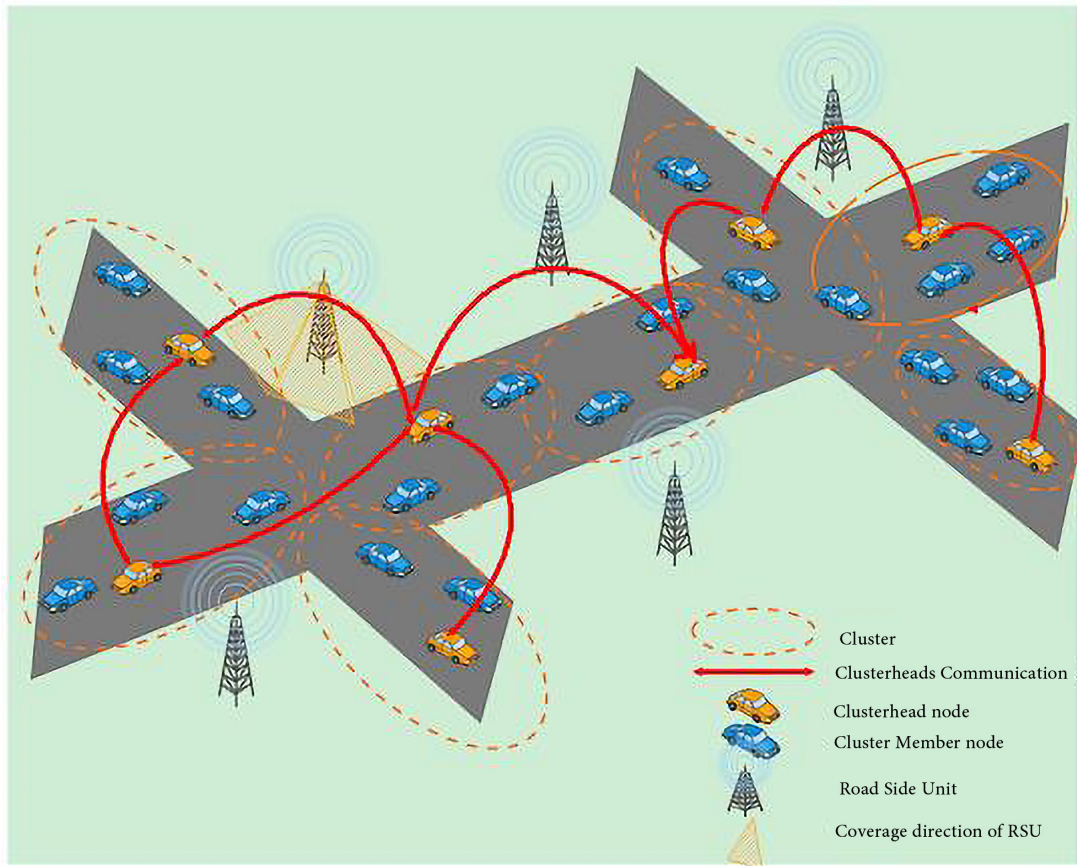 Cluster
Clusterheads Communication
Clusterhead node
Cluster Member node
Road Side Unit
Coverage direction of RSU